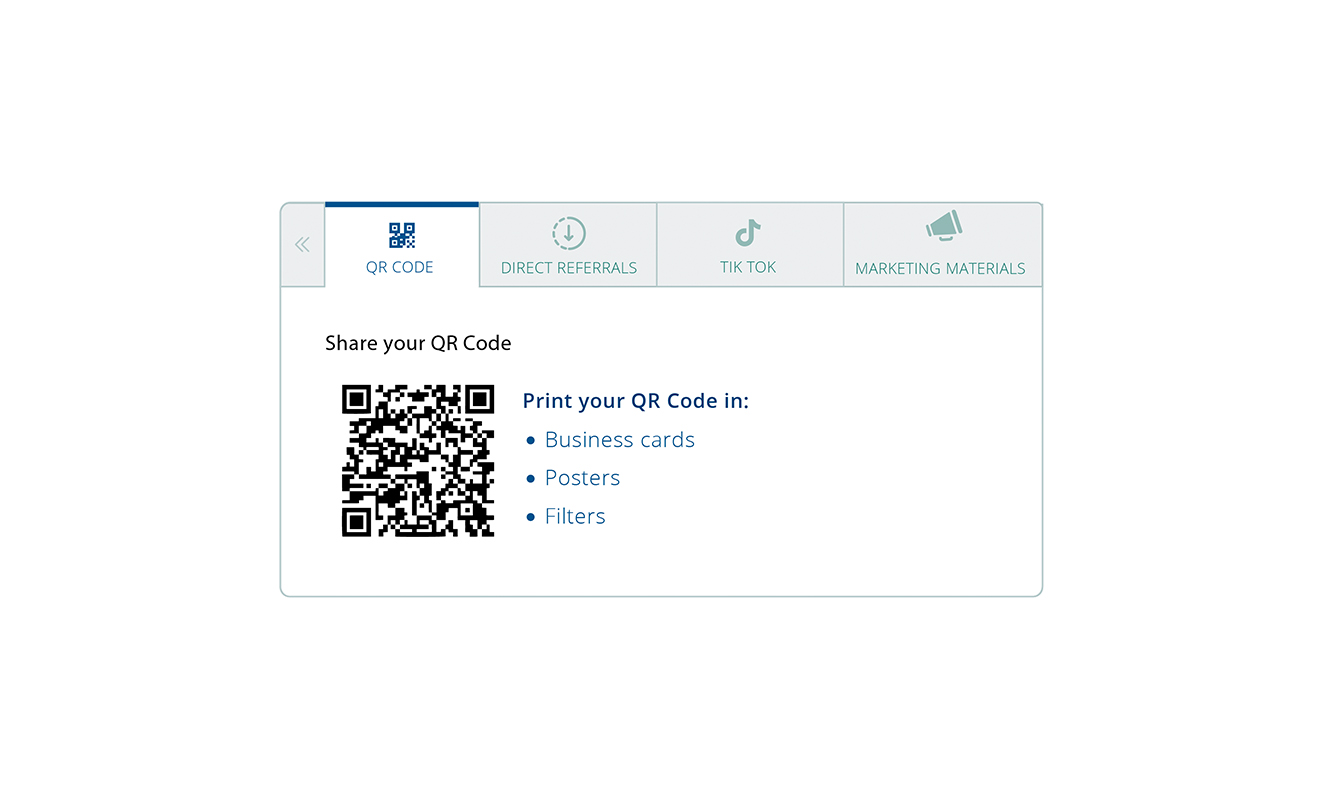 QR CODE
DIRECT REFERRALS
TIK TOK
MARKETING MATERIALS
Share your QR Code
Print your QR Code in:
Business cards
Posters
Filters